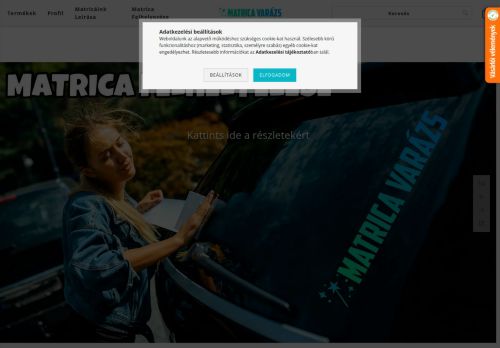 Termékek
Profil
Matricáink Leírása
Matrica Felhelyezése
MATRICA VARÁZS
Keresés
Vásárlói vélemények
Adatkezelési beállítások
Weboldalunk az alapvető működéshez szükséges cookie-kat használ. Szélesebb körű
funkcionalitáshoz (marketing, statisztika, személyre szabás) egyéb cookie-kat
engedélyezhet. Részletesebb információkat az Adatkezelési tájékoztatóban talál.
BEÁLLÍTÁSOK
ELFOGADOM
MATRICA
Kattints ide a részletekért
MATRICA VARÁZS